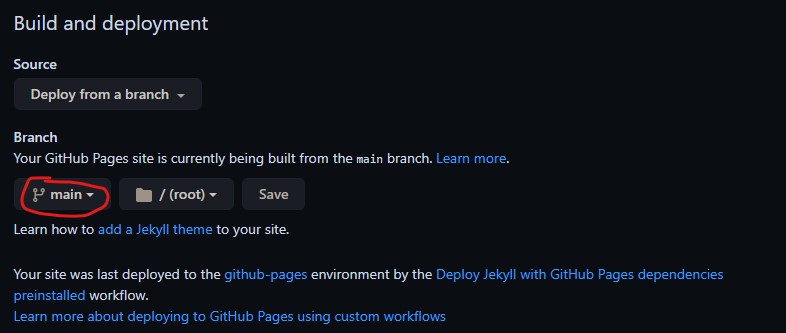 Build and deployment
Source
Deploy from a branch
Branch
Your GitHub Pages site is currently being built from the main branch. Learn more.
main / (root) Save
Learn how to add a Jekyll theme to your site.
Your site was last deployed to the github-pages environment by the Deploy Jekyll with GitHub Pages dependencies
preinstalled workflow.
Learn more about deploying to GitHub Pages using custom workflows